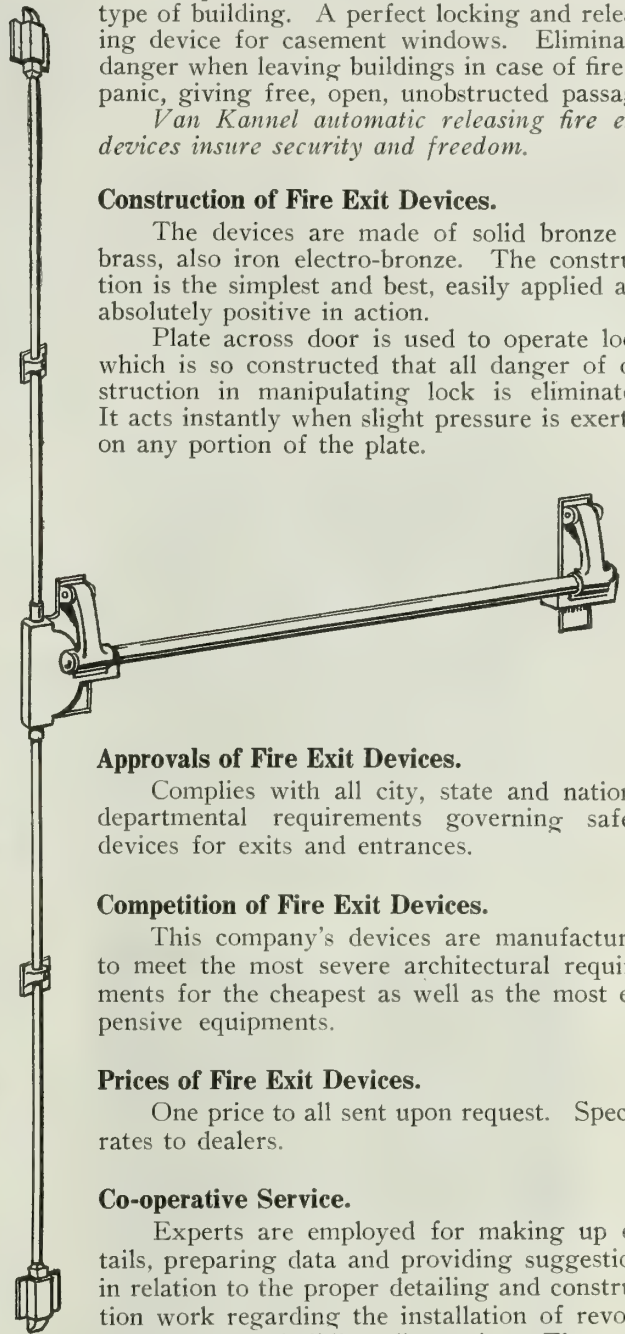 type of building. A perfect locking and relea
ing device for casement windows. Elimina
danger when leaving buildings in case of fire
panic, giving free, open, unobstructed passa
Van Kannel automatic releasing fire e
devices insure security and freedom.
Construction of Fire Exit Devices.
The devices are made of solid bronze
brass, also iron electro-bronze. The constru
tion is the simplest and best, easily applied a
absolutely positive in action.
Plate across door is used to operate loc
which is so constructed that all danger of o
struction in manipulating lock is eliminat
It acts instantly when slight pressure is exert
on any portion of the plate.
Approvals of Fire Exit Devices.
Complies with all city, state and nation
departmental requirements governing safe
devices for exits and entrances.
Competition of Fire Exit Devices.
This company's devices are manufactur
to meet the most severe architectural requir
ments for the cheapest as well as the most e
pensive equipments.
Prices of Fire Exit Devices.
One price to all sent upon request. Spec
rates to dealers.
Co-operative Service.
Experts are employed for making up
tails, preparing data and providing suggestio
in relation to the proper detailing and constru
tion work regarding the installation of revo